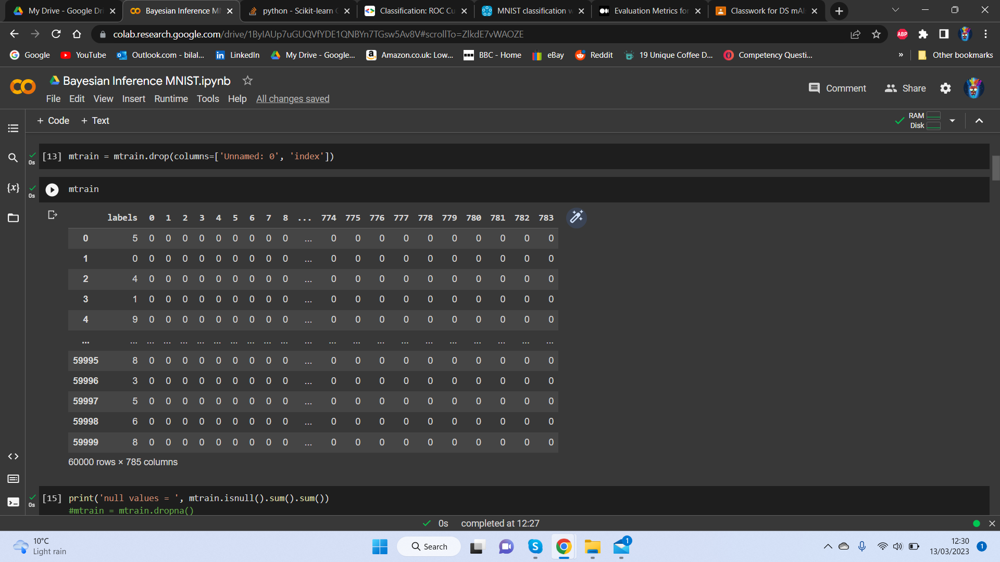 My Drive - Google Dri
Bayesian Inference MN
python - Scikit-learn C
Classification: ROC Cu
MNIST classification w
Evaluation Metrics for
Classwork for DS mAI
colab.research.google.com/drive/1ByIAUp7uGUQVfYDE1QNBYn7TGsw5Av8V#scrollTo=ZlkdE7vWAOZE
ABP
Google YouTube Outlook.com - bilal... LinkedIn My Drive - Google... Amazon.co.uk: Low... BBC - Home eBay Reddit 19 Unique Coffee D... Competency Questi... » Other bookmarks
Bayesian Inference MNIST.ipynb
Comment Share
File Edit View Insert Runtime Tools Help All changes saved
+ Code + Text
RAM
Disk
[13] mtrain = mtrain.drop(columns=['Unnamed: 0', 'index'])
0s
{x}
mtrain
0s
labels 0 1 2 3 4 5 6 7 8 ... 774 775 776 777 778 779 780 781 782 783
0 5 0 0 0 0 0 0 0 0 0 ... 0 0 0 0 0 0 0 0 0 0
1 0 0 0 0 0 0 0 0 0 0 ... 0 0 0 0 0 0 0 0 0 0
2 4 0 0 0 0 0 0 0 0 0 ... 0 0 0 0 0 0 0 0 0 0
3 1 0 0 0 0 0 0 0 0 0 ... 0 0 0 0 0 0 0 0 0 0
4 9 0 0 0 0 0 0 0 0 0 ... 0 0 0 0 0 0 0 0 0 0
... ... ... ... ... ... ... ... ... ... ... ... ... ... ... ... ... ... ... ... ... ...
59995 8 0 0 0 0 0 0 0 0 0 ... 0 0 0 0 0 0 0 0 0 0
59996 3 0 0 0 0 0 0 0 0 0 ... 0 0 0 0 0 0 0 0 0 0
59997 5 0 0 0 0 0 0 0 0 0 ... 0 0 0 0 0 0 0 0 0 0
59998 6 0 0 0 0 0 0 0 0 0 ... 0 0 0 0 0 0 0 0 0 0
59999 8 0 0 0 0 0 0 0 0 0 ... 0 0 0 0 0 0 0 0 0 0
60000 rows × 785 columns
[15] print('null values = ', mtrain.isnull().sum().sum())
0s
#mtrain = mtrain.dropna()
0s completed at 12:27
10°C
Light rain
Search
S
1
12:30
13/03/2023
1